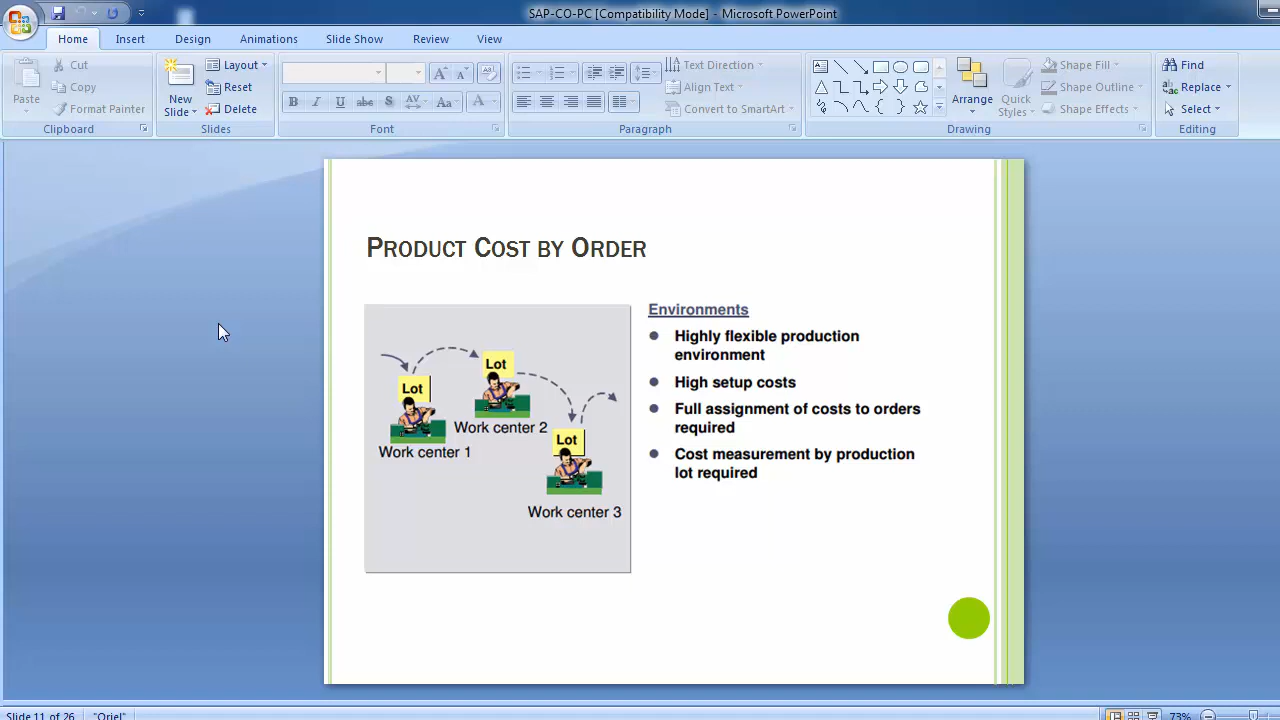 SAP-CO-PC [Compatibility Mode] - Microsoft PowerPoint
Home Insert Design Animations Slide Show Review View
Paste
Cut
Copy
Format Painter
Clipboard
New
Slide
Layout
Reset
Delete
Slides
B I U abc S AV Aa A
Font
Text Direction
Align Text
Convert to SmartArt
Paragraph
Arrange
Quick
Styles
Shape Fill
Shape Outline
Shape Effects
Drawing
Find
Replace
Select
Editing
PRODUCT COST BY ORDER
Lot
Work center 1
Lot
Work center 2
Lot
Work center 3
Environments
Highly flexible production
environment
High setup costs
Full assignment of costs to orders
required
Cost measurement by production
lot required
Slide 11 of 26 "Oriel" 73%